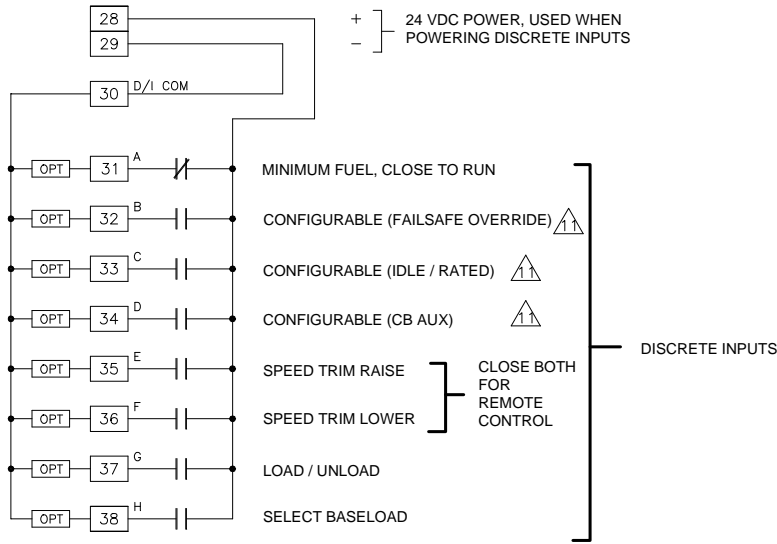 28
29
+ 24 VDC POWER, USED WHEN
− POWERING DISCRETE INPUTS
30 D/I COM
OPT 31 A MINIMUM FUEL, CLOSE TO RUN
OPT 32 B CONFIGURABLE (FAILSAFE OVERRIDE) 11
OPT 33 C CONFIGURABLE (IDLE / RATED) 11
OPT 34 D CONFIGURABLE (CB AUX) 11
DISCRETE INPUTS
OPT 35 E SPEED TRIM RAISE
OPT 36 F SPEED TRIM LOWER
CLOSE BOTH
FOR
REMOTE
CONTROL
OPT 37 G LOAD / UNLOAD
OPT 38 H SELECT BASELOAD